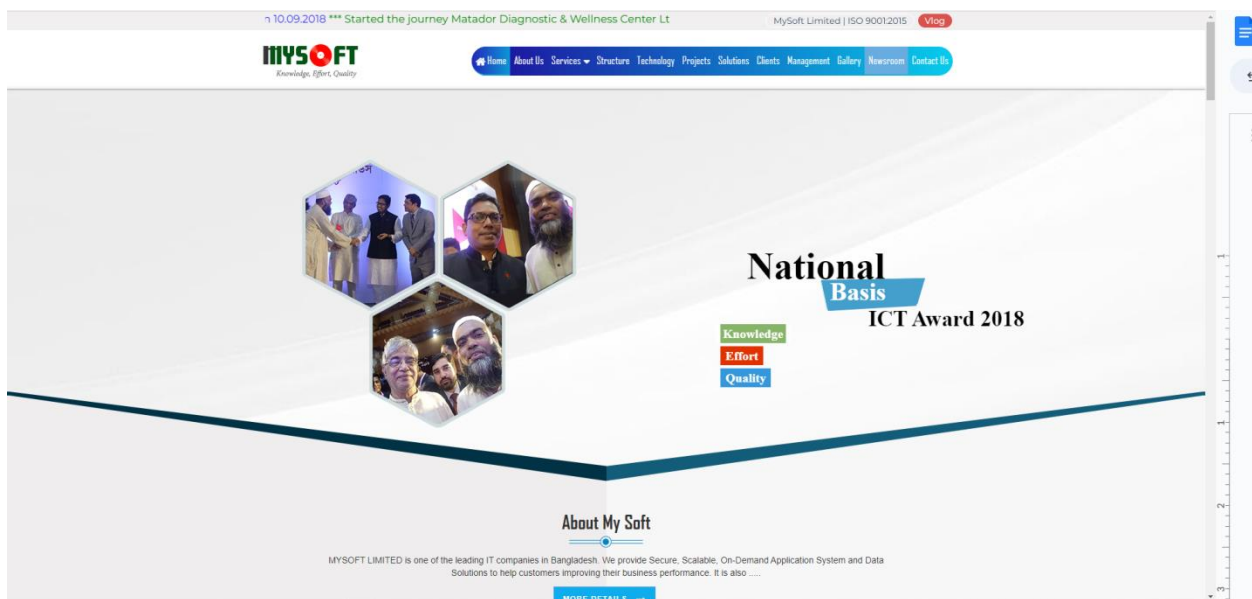 n 10.09.2018 *** Started the journey Matador Diagnostic & Wellness Center Lt
MySoft Limited | ISO 9001:2015 Vlog
MYSOFT
Knowledge, Effort, Quality
Home About Us Services Structure Technology Projects Solutions Clients Management Gallery Newsroom Contact Us
National
Basis
ICT Award 2018
Knowledge
Effort
Quality
About My Soft
MYSOFT LIMITED is one of the leading IT companies in Bangladesh. We provide Secure, Scalable, On-Demand Application System and Data
Solutions to help customers improving their business performance. It is also .....
MORE DETAILS
1
1
2
3